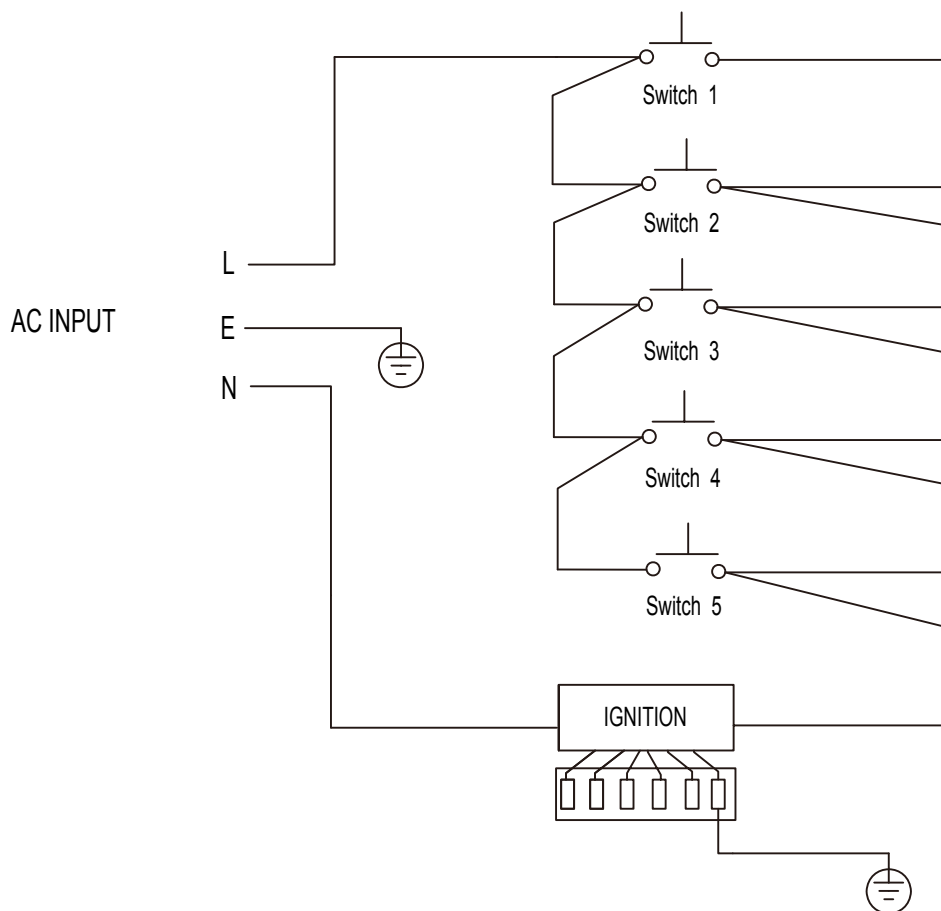 Switch 1
Switch 2
L
AC INPUT
E
Switch 3
N
Switch 4
Switch 5
IGNITION